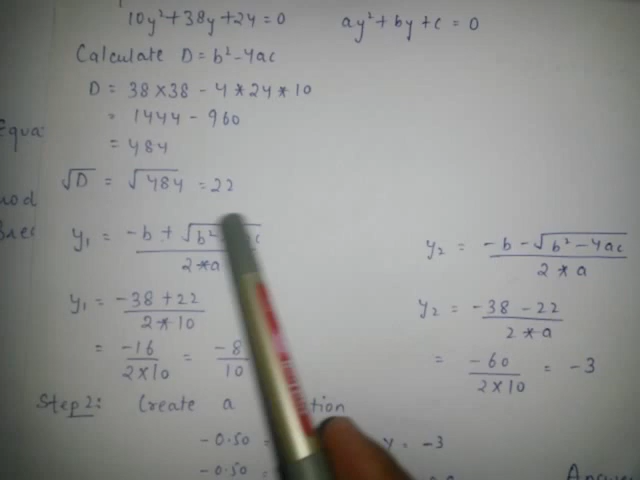 10y²+38y+24=0 ay²+by+c=0
Calculate D=b²-4ac
D = 38×38 - 4*24*10
= 1444 - 960
Equa
= 484
√D = √484 = 22
y₁ = -b + √b² c / 2*a y₂ = -b - √b² - 4ac / 2*a
y₁ = -38 + 22 / 2*10 y₂ = -38 - 22 / 2*a
= -16 / 2×10 = -8 / 10 = -60 / 2×10 = -3
Step 2: Create a
-0.50 = = -3
-0.50